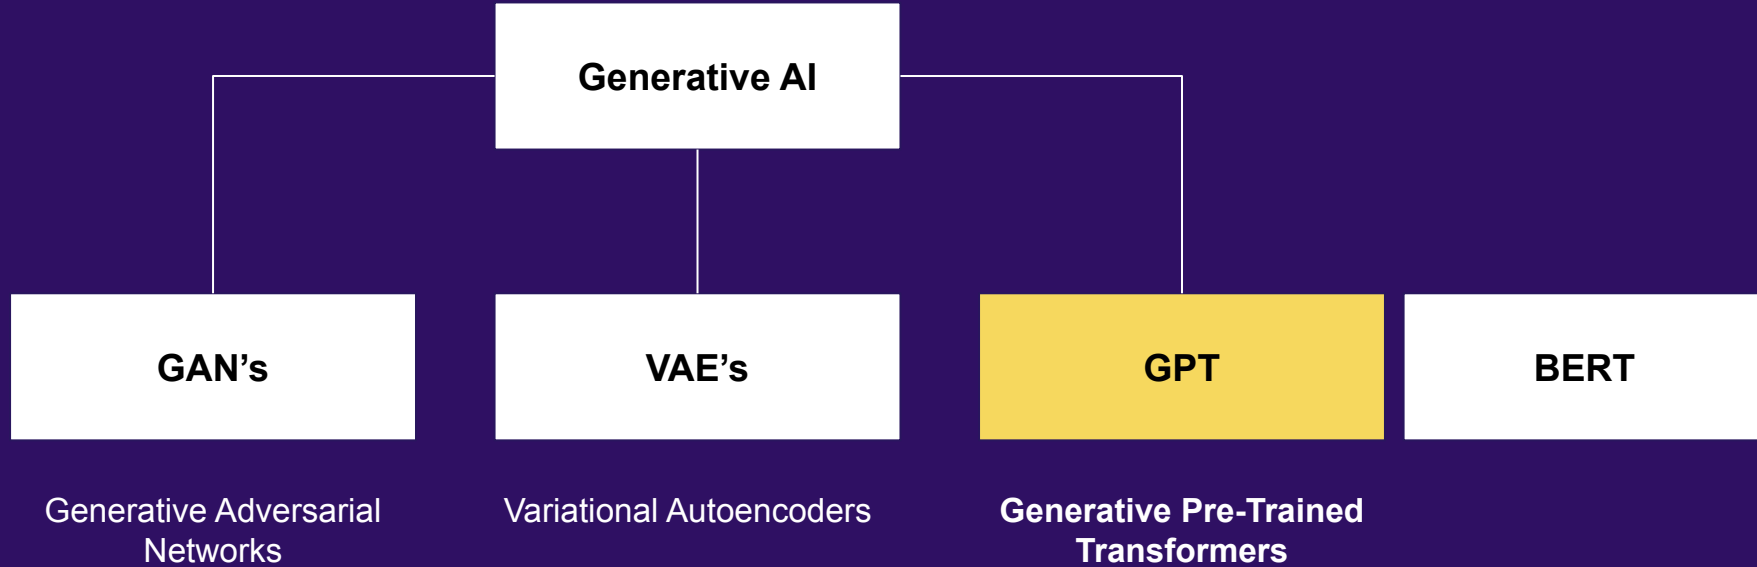 Generative AI
GAN’s
VAE’s
GPT
BERT
Generative Adversarial
Networks
Variational Autoencoders
Generative Pre-Trained
Transformers